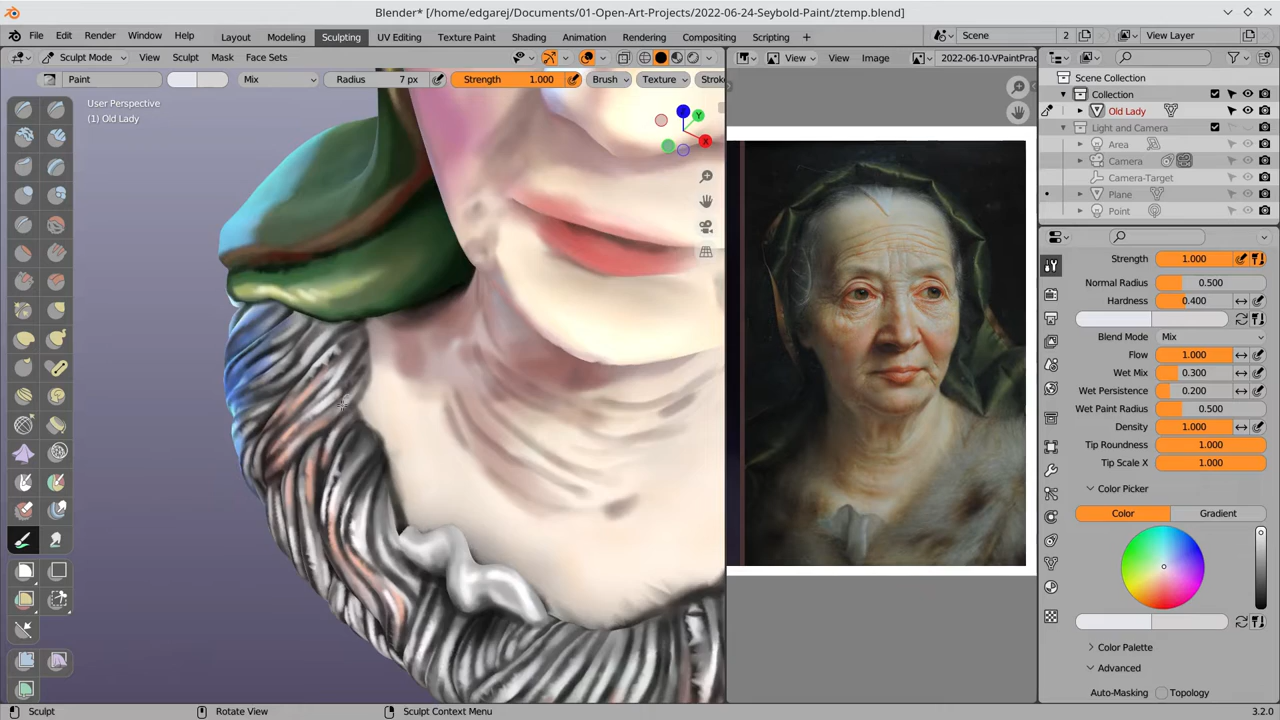 Blender* [/home/edgarej/Documents/01-Open-Art-Projects/2022-06-24-Seybold-Paint/ztemp.blend]
File Edit Render Window Help Layout Modeling Sculpting UV Editing Texture Paint Shading Animation Rendering Compositing Scripting + Scene 2 View Layer
Sculpt Mode View Sculpt Mask Face Sets View View Image 2022-06-10-VPaintPrac
Paint Mix Radius 7 px Strength 1.000 Brush Texture Strok
User Perspective
(1) Old Lady
Z
Y
X
Scene Collection
Collection
Old Lady
Light and Camera
Area
Camera
Camera-Target
Plane
Point
Strength 1.000
Normal Radius 0.500
Hardness 0.400
Blend Mode Mix
Flow 1.000
Wet Mix 0.300
Wet Persistence 0.200
Wet Paint Radius 0.500
Density 1.000
Tip Roundness 1.000
Tip Scale X 1.000
Color Picker
Color Gradient
Color Palette
Advanced
Auto-Masking Topology
Sculpt Rotate View Sculpt Context Menu 3.2.0